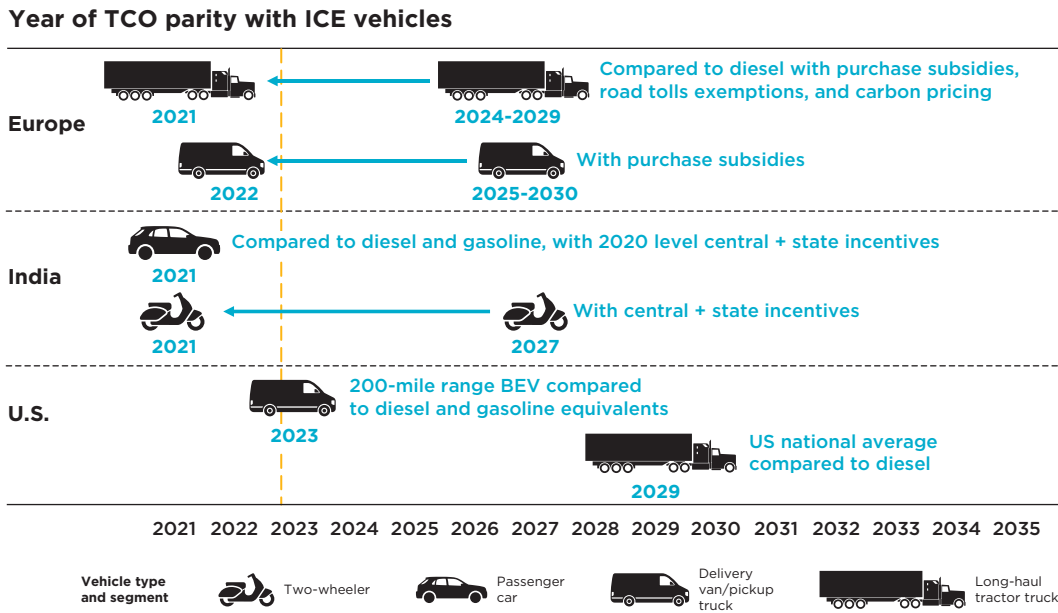 Year of TCO parity with ICE vehicles
Europe
2021
2024-2029
Compared to diesel with purchase subsidies,
road tolls exemptions, and carbon pricing
2022
2025-2030
With purchase subsidies
India
2021
Compared to diesel and gasoline, with 2020 level central + state incentives
2021
2027
With central + state incentives
U.S.
2023
200-mile range BEV compared
to diesel and gasoline equivalents
2029
US national average
compared to diesel
2021 2022 2023 2024 2025 2026 2027 2028 2029 2030 2031 2032 2033 2034 2035
Vehicle type
and segment
Two-wheeler
Passenger
car
Delivery
van/pickup
truck
Long-haul
tractor truck